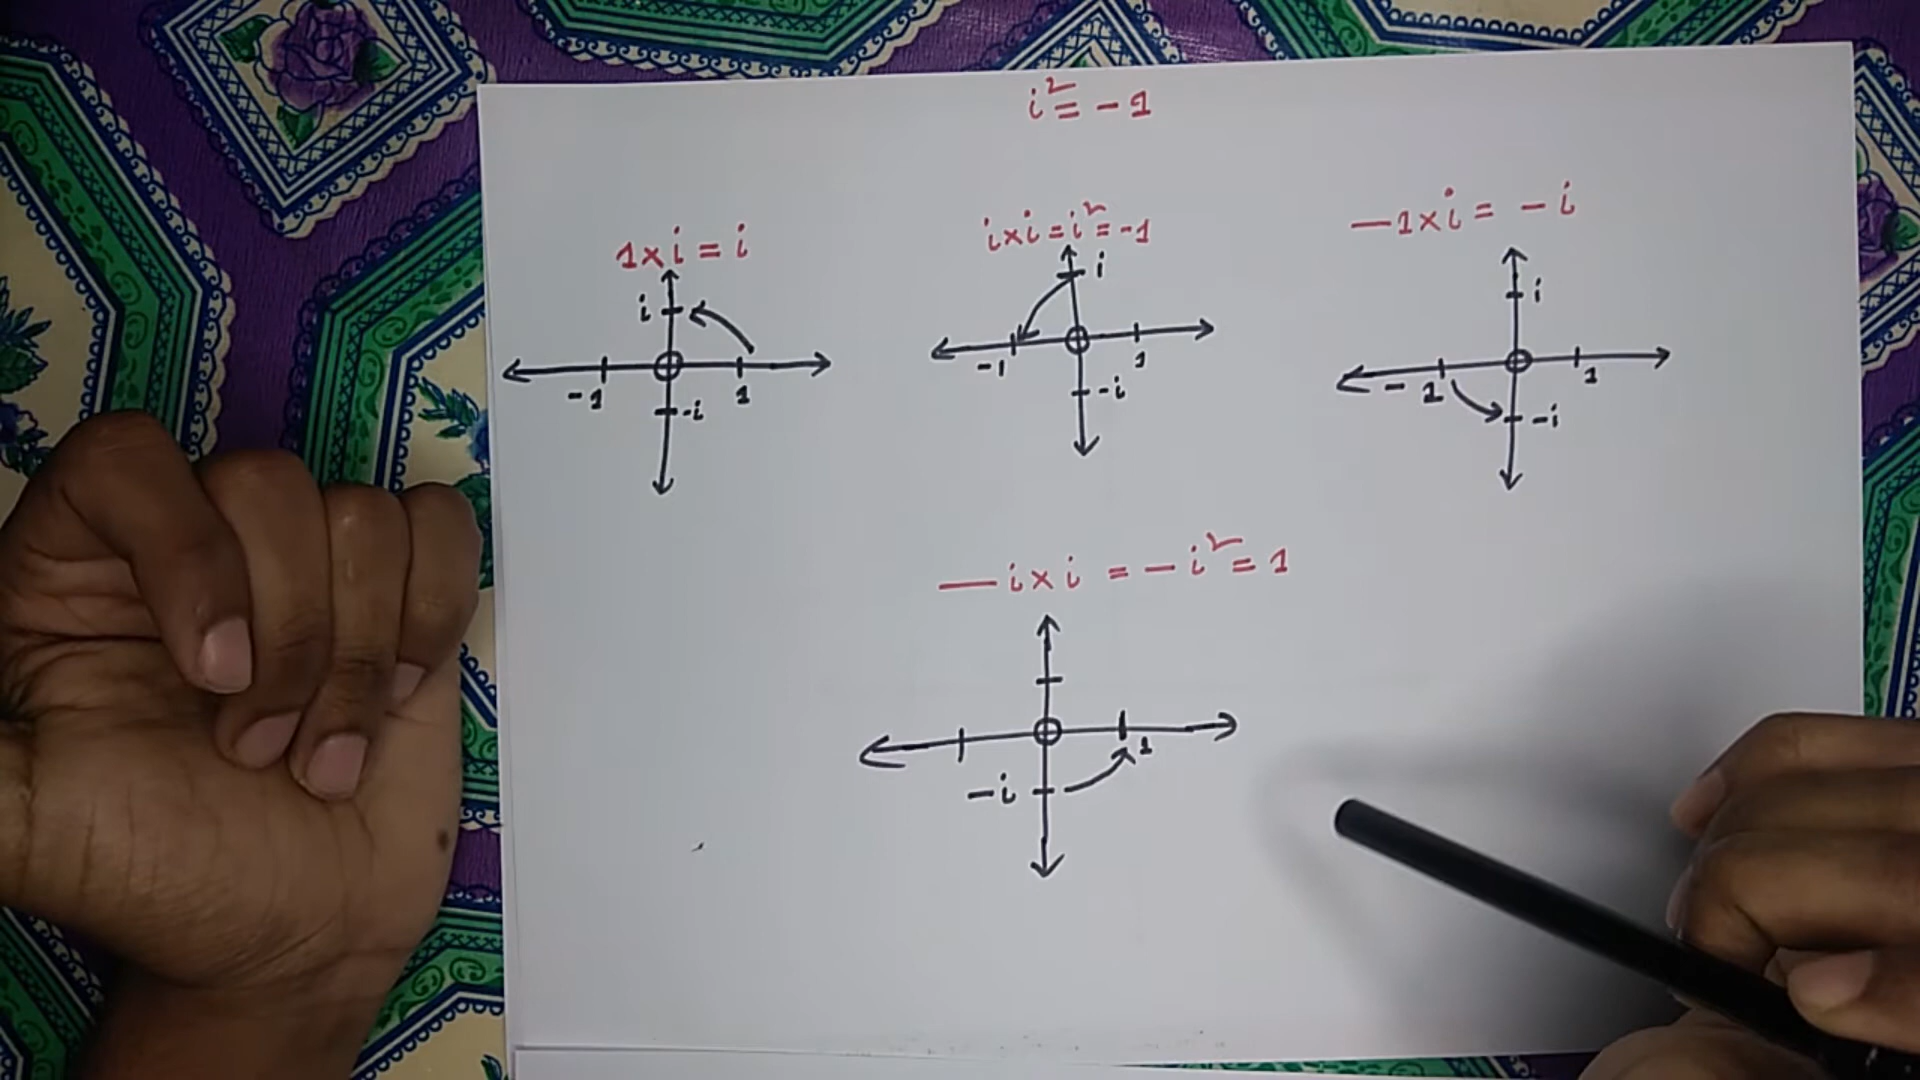 i² = -1
1 x i = i
i x i = i² = -1
-1 x i = -i
i
-1
1
-i
i
-1
1
-i
i
-1
1
-i
-i x i = -i² = 1
1
-i